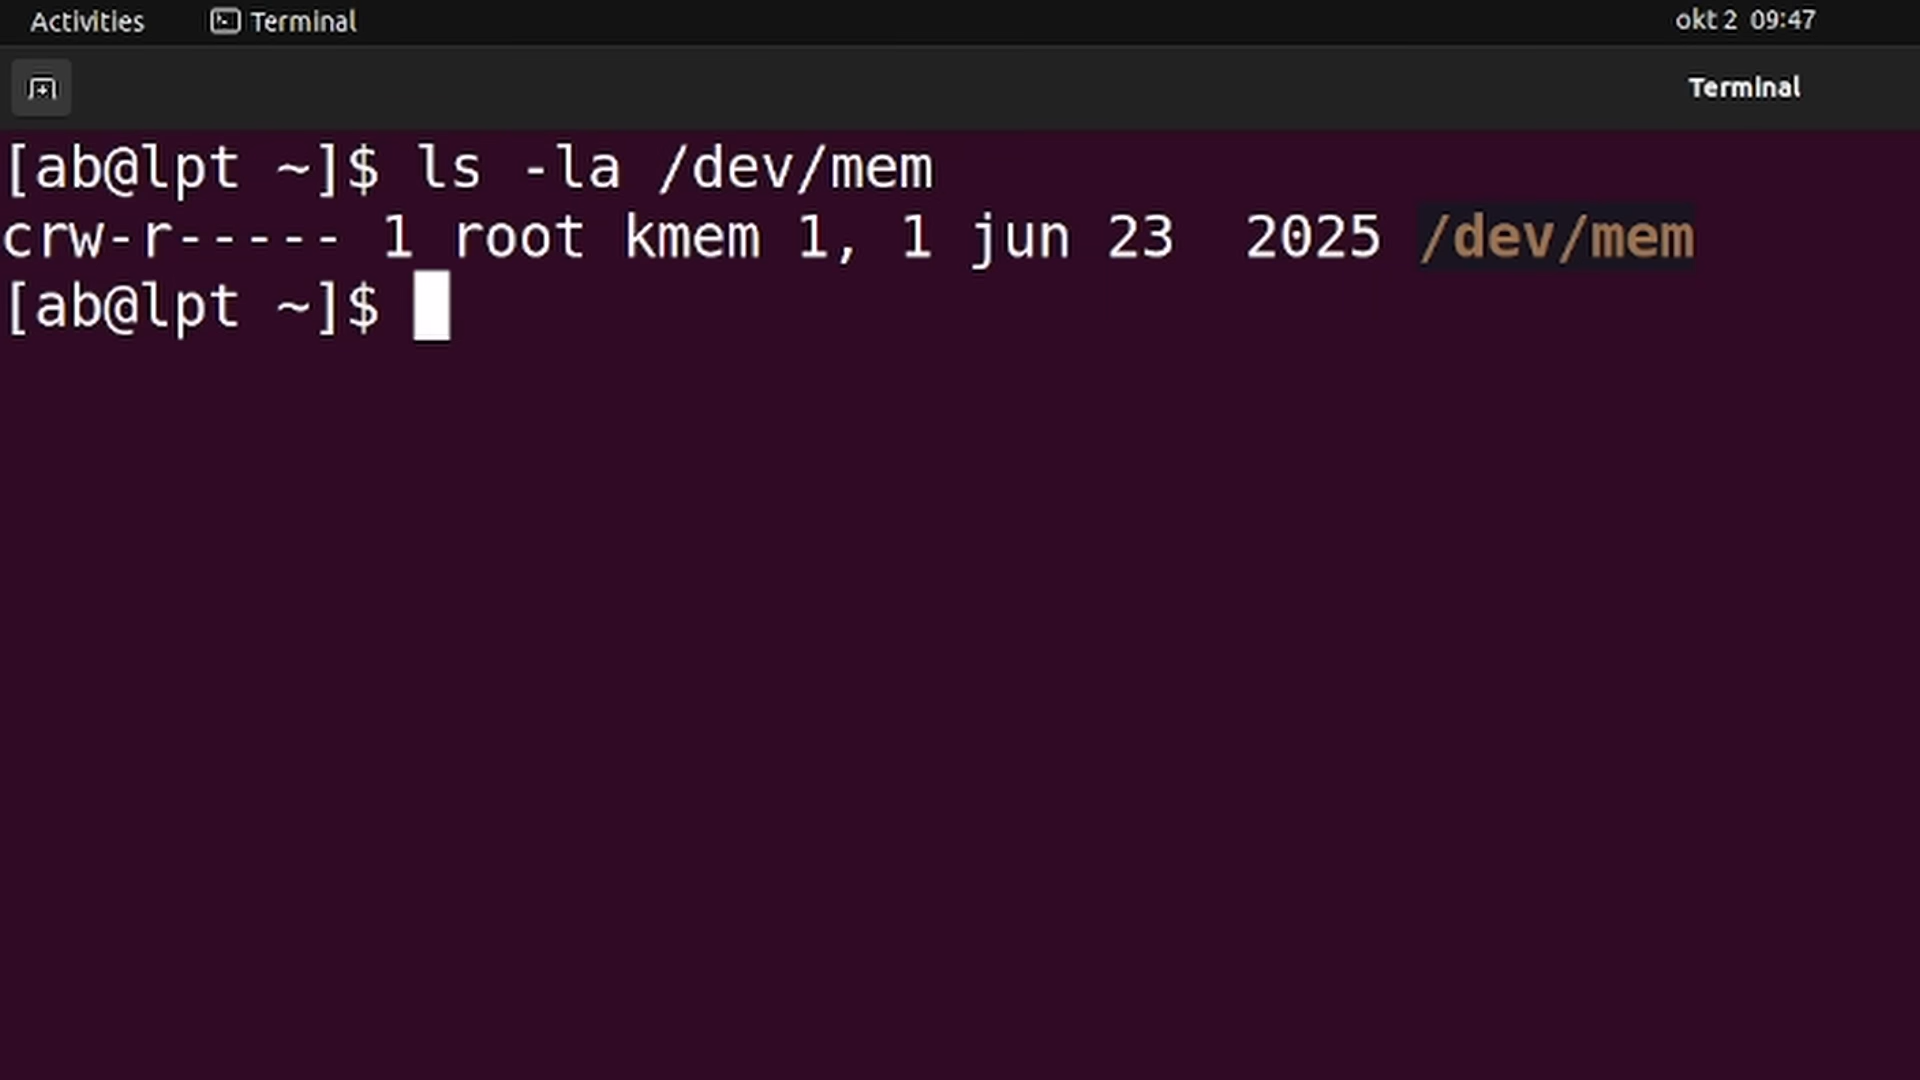 Activities Terminal okt 2 09:47
Terminal
[ab@lpt ~]$ ls -la /dev/mem
crw-r----- 1 root kmem 1, 1 jun 23  2025 /dev/mem
[ab@lpt ~]$